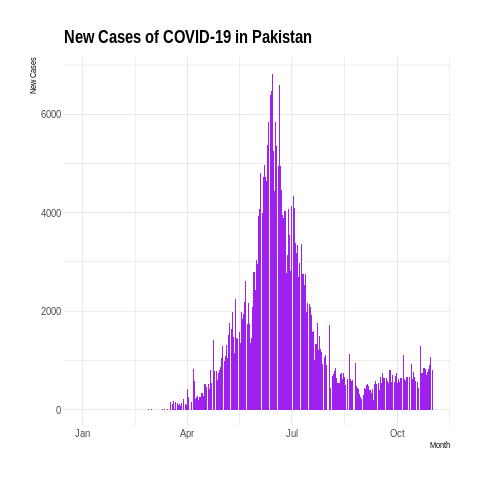 New Cases of COVID-19 in Pakistan
New Cases
6000
4000
2000
0
Jan Apr Jul Oct
Month